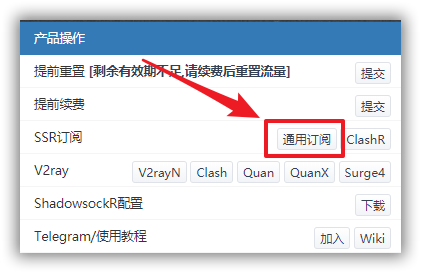 产品操作
提前重置 [剩余有效期不足,请续费后重置流量] 提交
提前续费 提交
SSR订阅 通用订阅 ClashR
V2ray V2rayN Clash Quan QuanX Surge4
ShadowsockR配置 下载
Telegram/使用教程 加入 Wiki